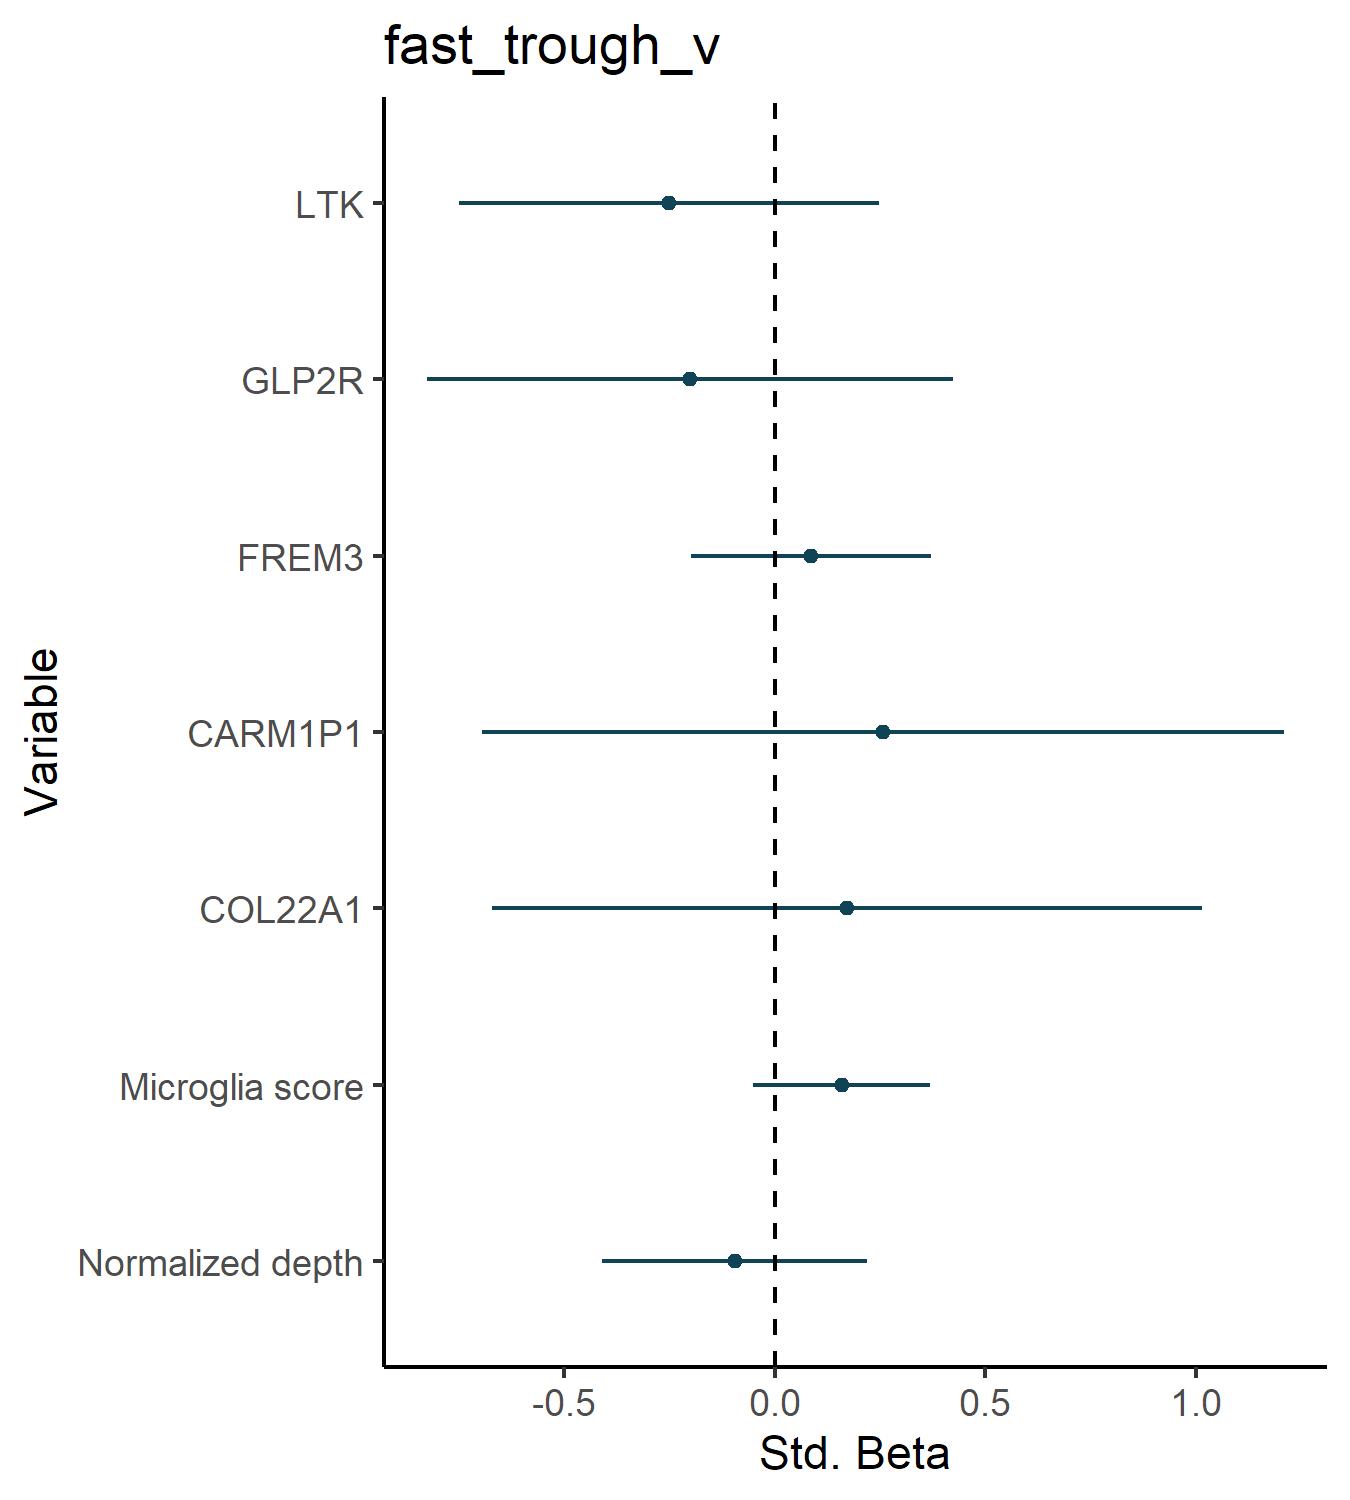 fast_trough_v
LTK
GLP2R
FREM3
CARM1P1
COL22A1
Microglia score
Normalized depth
Variable
-0.5 0.0 0.5 1.0
Std. Beta